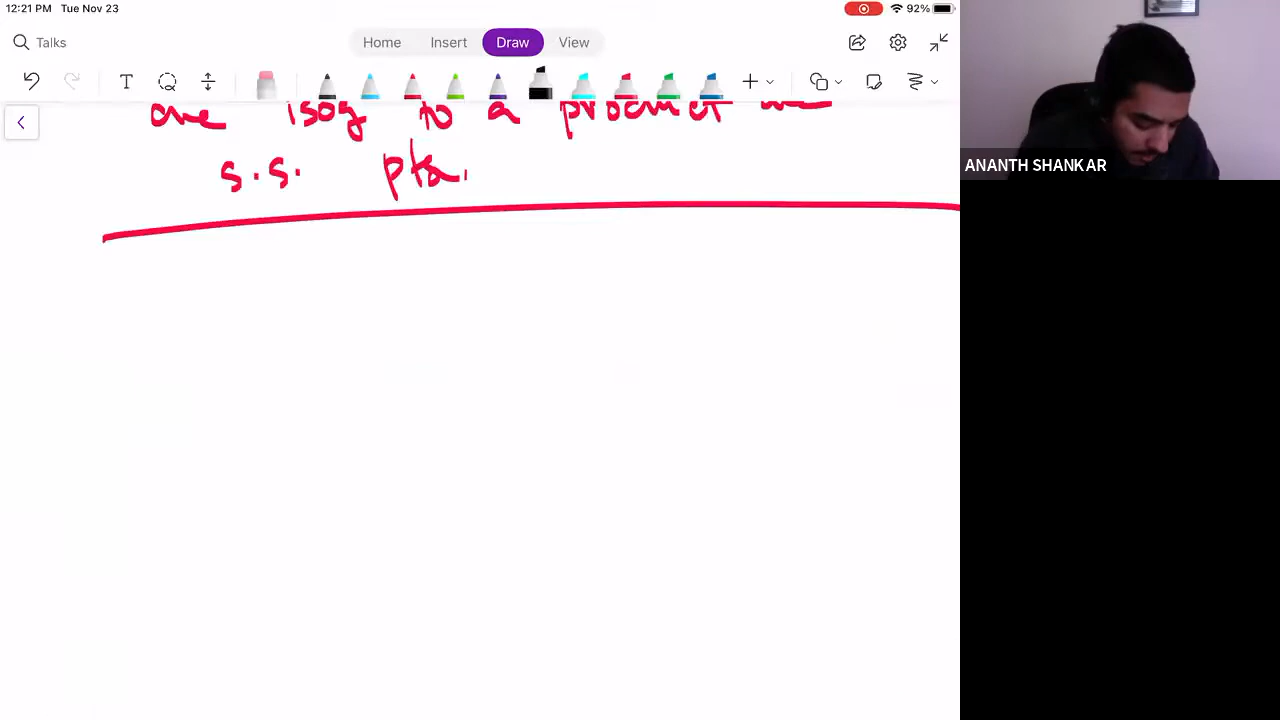 12:21 PM Tue Nov 23
92%
Talks
Home Insert Draw View
T
are isog to a product are
s.s. pts.
ANANTH SHANKAR